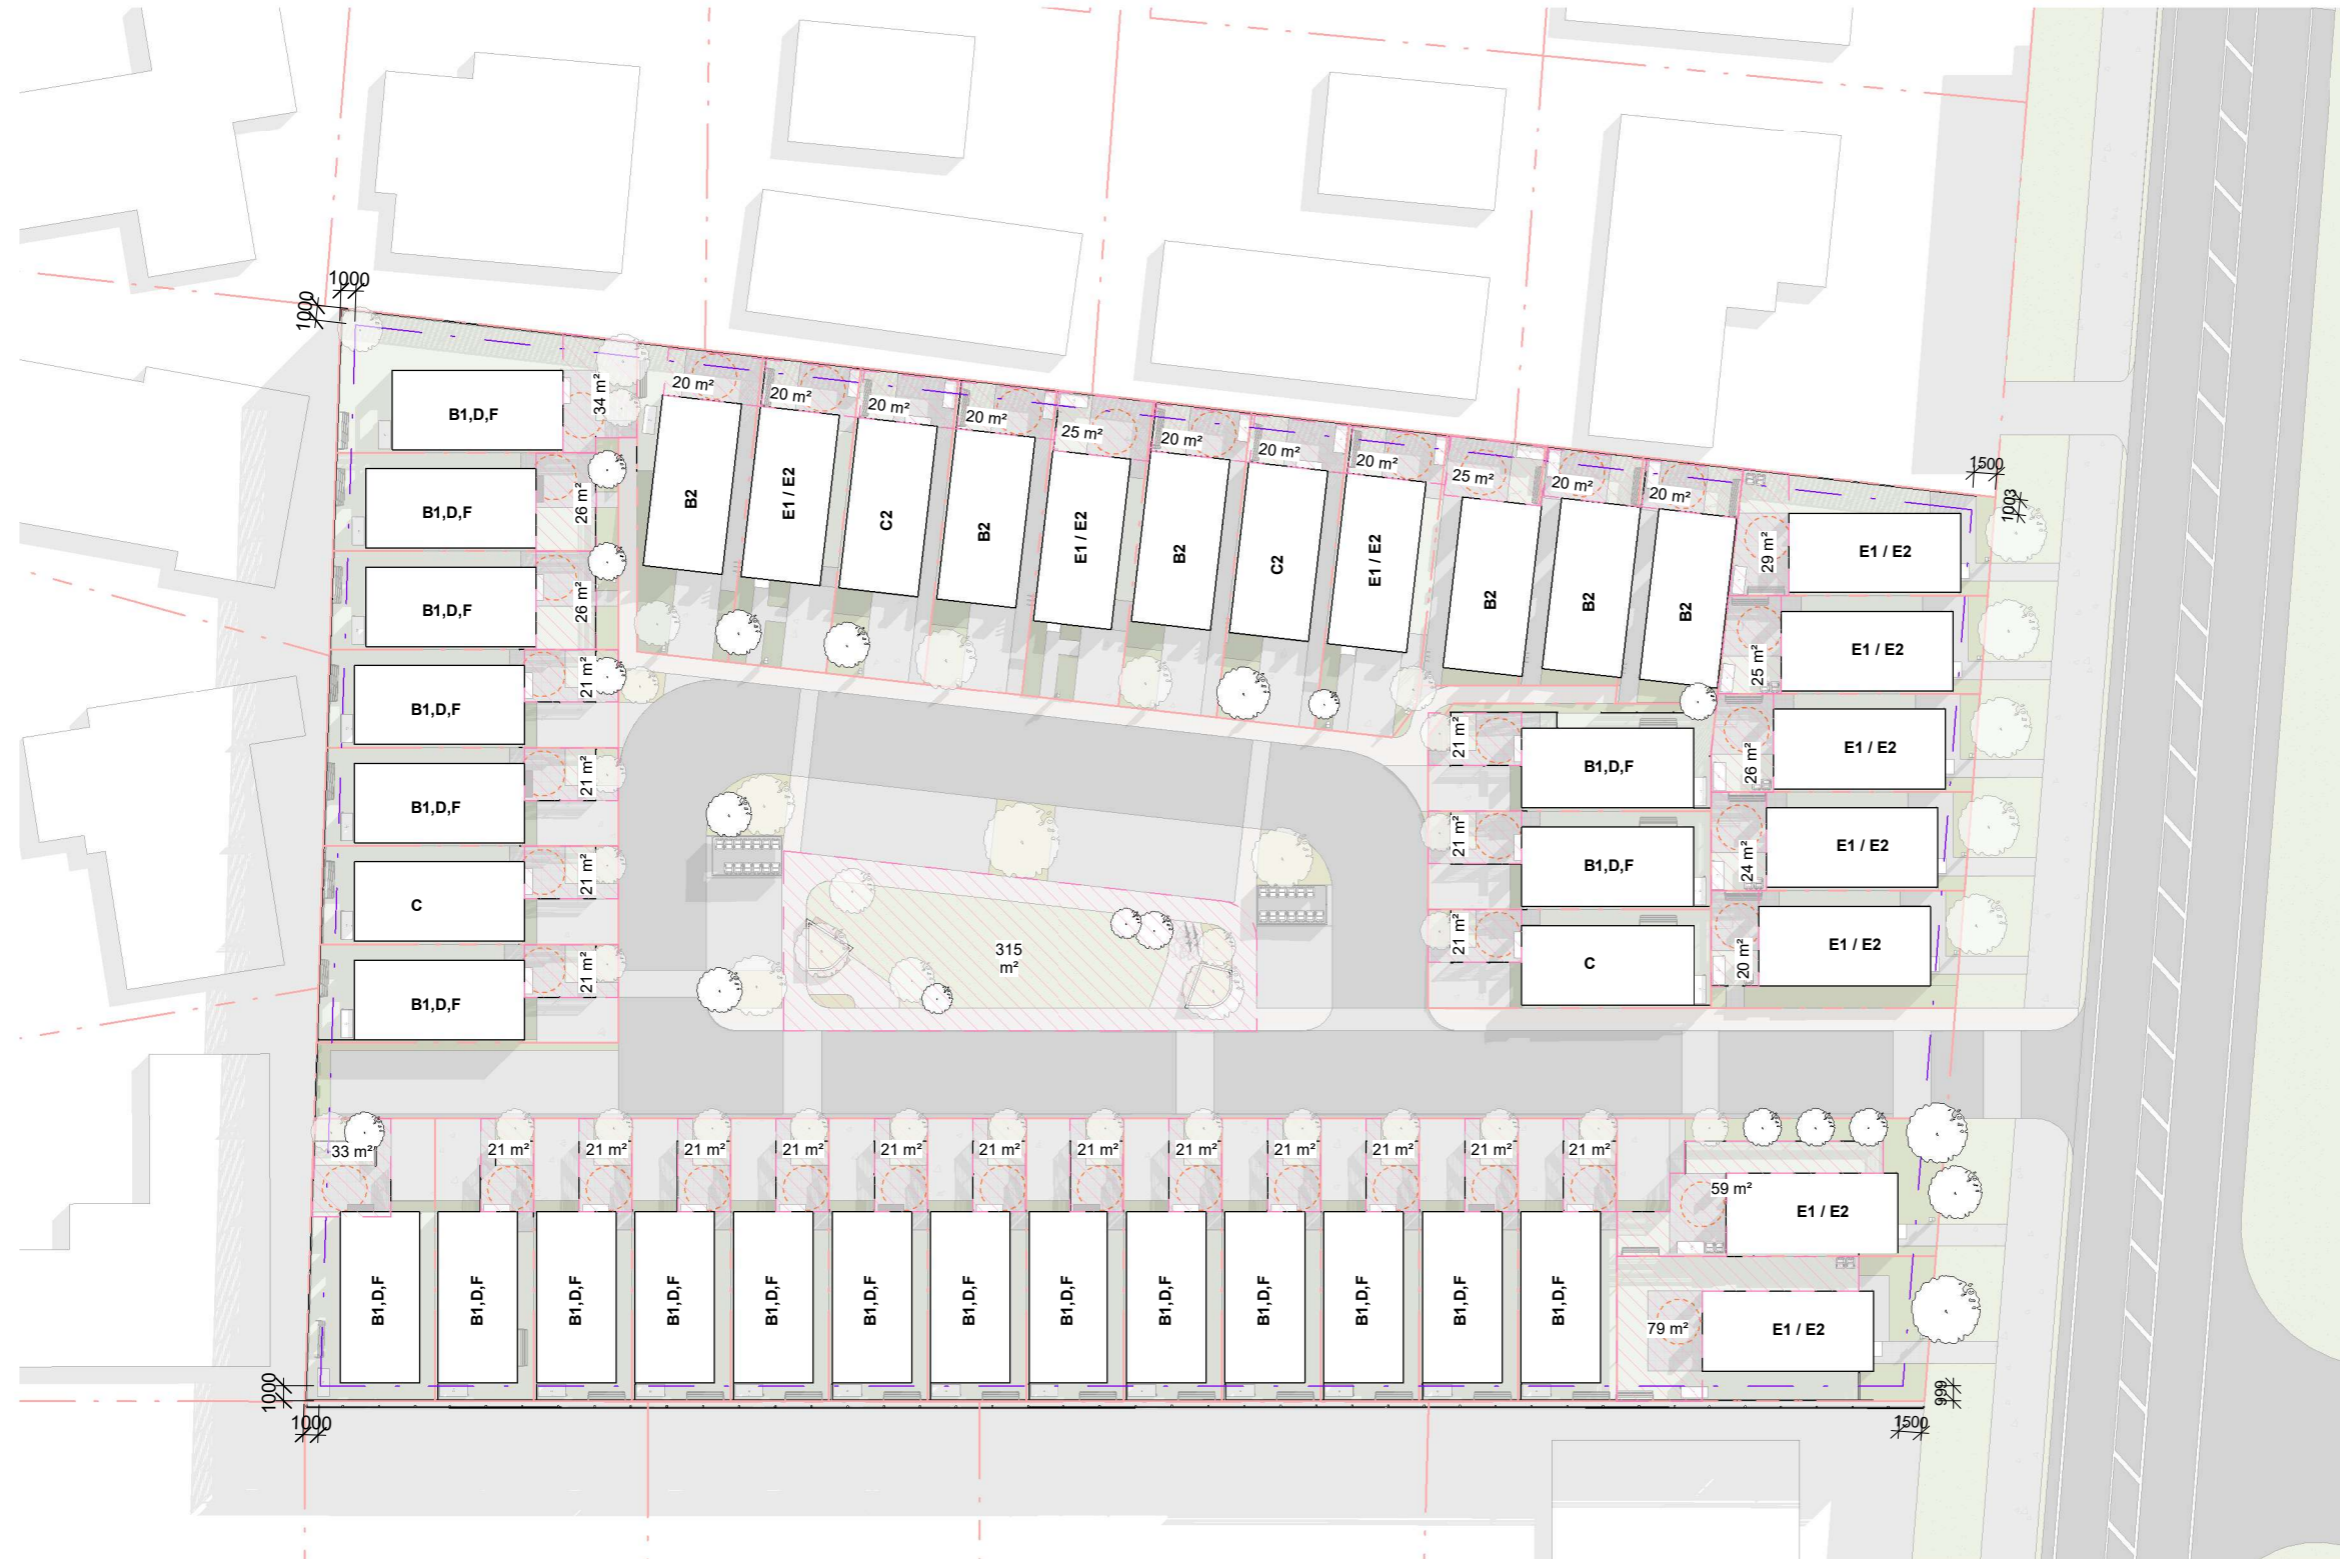 1000
1000
B1,D,F
34 m²
20 m²
20 m²
20 m²
20 m²
25 m²
20 m²
20 m²
20 m²
25 m²
20 m²
20 m²
1500
1003
B1,D,F
26 m²
B2
E1 / E2
C2
B2
E1 / E2
B2
C2
E1 / E2
B2
B2
B2
29 m²
E1 / E2
B1,D,F
26 m²
25 m²
E1 / E2
B1,D,F
21 m²
21 m²
B1,D,F
26 m²
E1 / E2
B1,D,F
21 m²
21 m²
B1,D,F
24 m²
E1 / E2
C
21 m²
315
m²
21 m²
C
20 m²
E1 / E2
B1,D,F
21 m²
33 m²
21 m²
21 m²
21 m²
21 m²
21 m²
21 m²
21 m²
21 m²
21 m²
21 m²
21 m²
21 m²
59 m²
E1 / E2
B1,D,F
B1,D,F
B1,D,F
B1,D,F
B1,D,F
B1,D,F
B1,D,F
B1,D,F
B1,D,F
B1,D,F
B1,D,F
B1,D,F
B1,D,F
79 m²
E1 / E2
1000
1000
999
1500